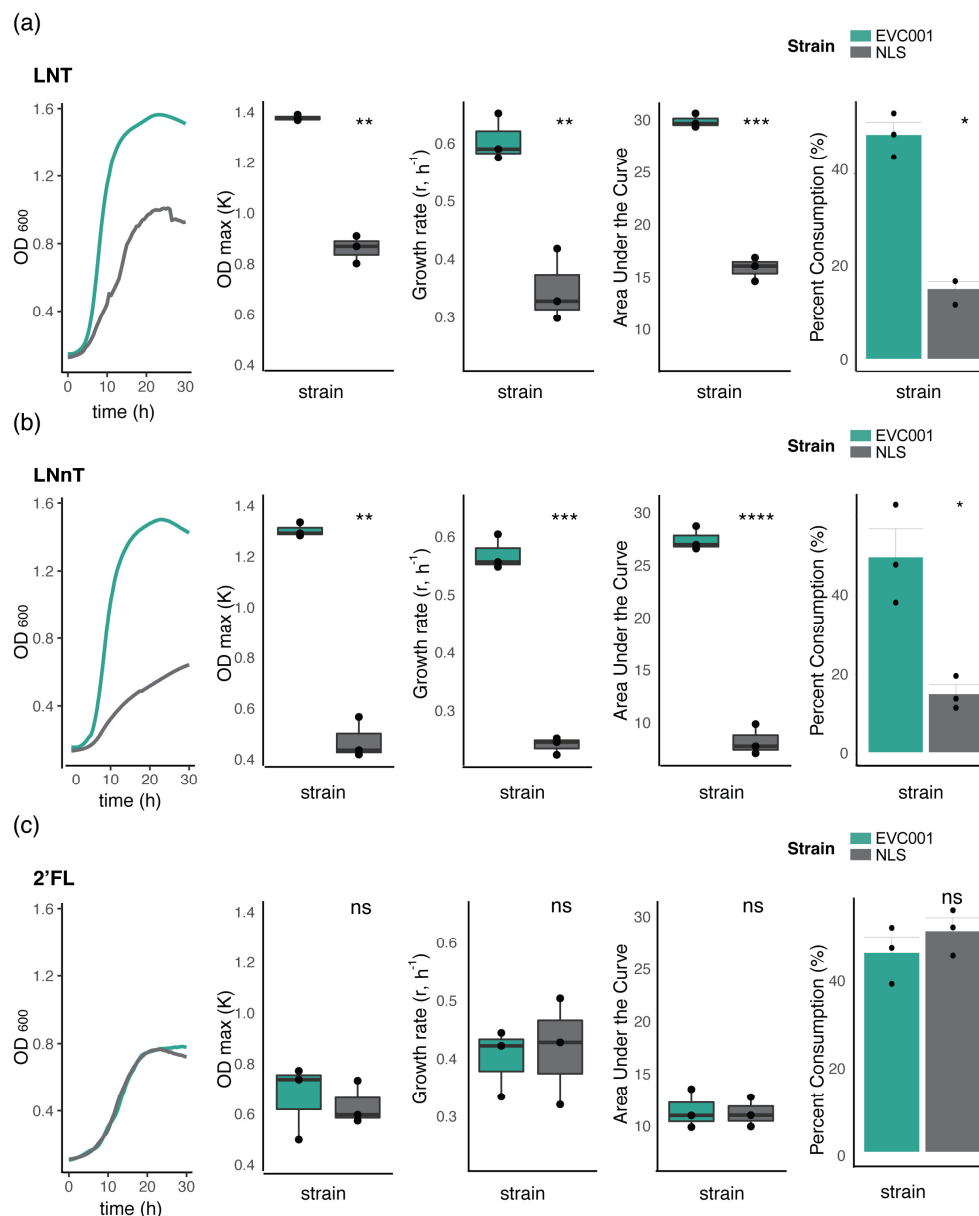 (a)
Strain EVC001
NLS
LNT
OD 600
1.6
1.2
0.8
0.4
0 10 20 30
time (h)
OD max (K)
1.4
1.2
1.0
0.8
0.6
0.4
**
strain
Growth rate (r, h-1)
0.6
0.5
0.4
0.3
**
strain
Area Under the Curve
30
25
20
15
10
***
strain
Percent Consumption (%)
40
20
0
*
strain
(b)
Strain EVC001
NLS
LNnT
OD 600
1.6
1.2
0.8
0.4
0 10 20 30
time (h)
OD max (K)
1.4
1.2
1.0
0.8
0.6
0.4
**
strain
Growth rate (r, h-1)
0.6
0.5
0.4
0.3
***
strain
Area Under the Curve
30
25
20
15
10
****
strain
Percent Consumption (%)
40
20
0
*
strain
(c)
Strain EVC001
NLS
2'FL
OD 600
1.6
1.2
0.8
0.4
0 10 20 30
time (h)
OD max (K)
1.4
1.2
1.0
0.8
0.6
0.4
ns
strain
Growth rate (r, h-1)
0.6
0.5
0.4
0.3
ns
strain
Area Under the Curve
30
25
20
15
10
ns
strain
Percent Consumption (%)
40
20
0
ns
strain